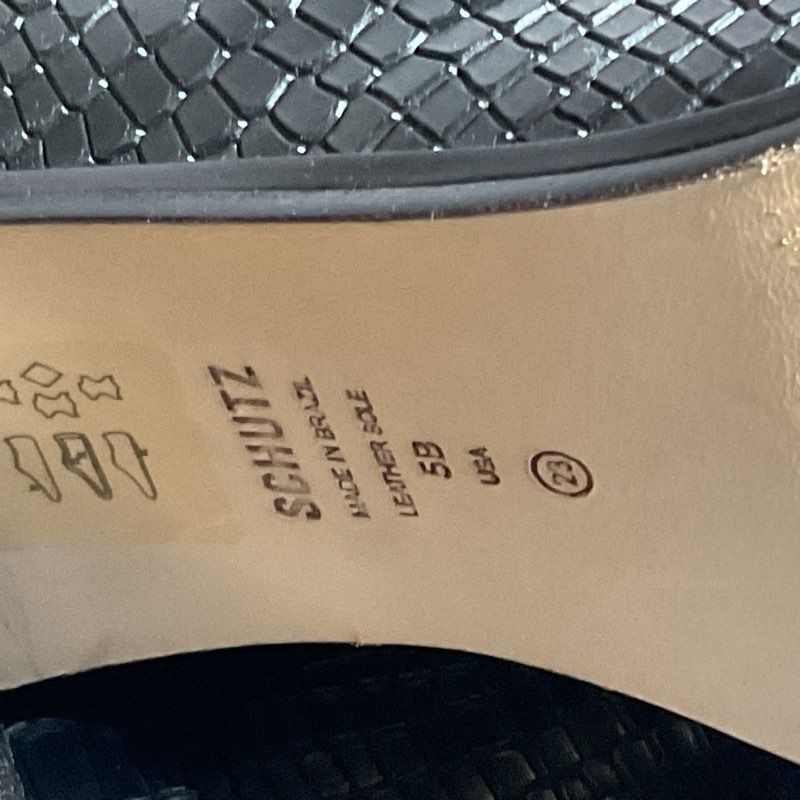 SCHUTZ
MADE IN BRAZIL
LEATHER SOLE
5B
USA
23